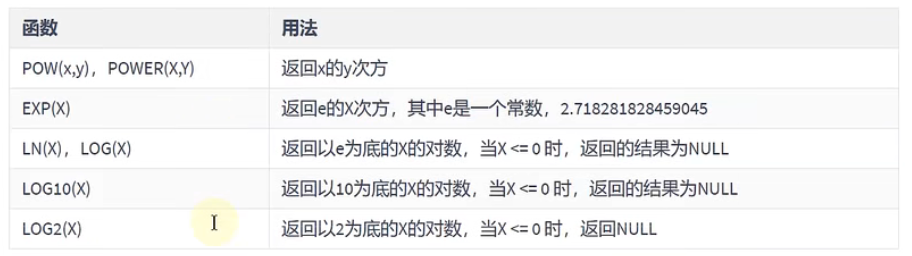 函数 用法
POW(x,y)，POWER(X,Y) 返回x的y次方
EXP(X) 返回e的X次方，其中e是一个常数，2.718281828459045
LN(X)，LOG(X) 返回以e为底的X的对数，当X <= 0 时，返回的结果为NULL
LOG10(X) 返回以10为底的X的对数，当X <= 0 时，返回的结果为NULL
LOG2(X) 返回以2为底的X的对数，当X <= 0 时，返回NULL